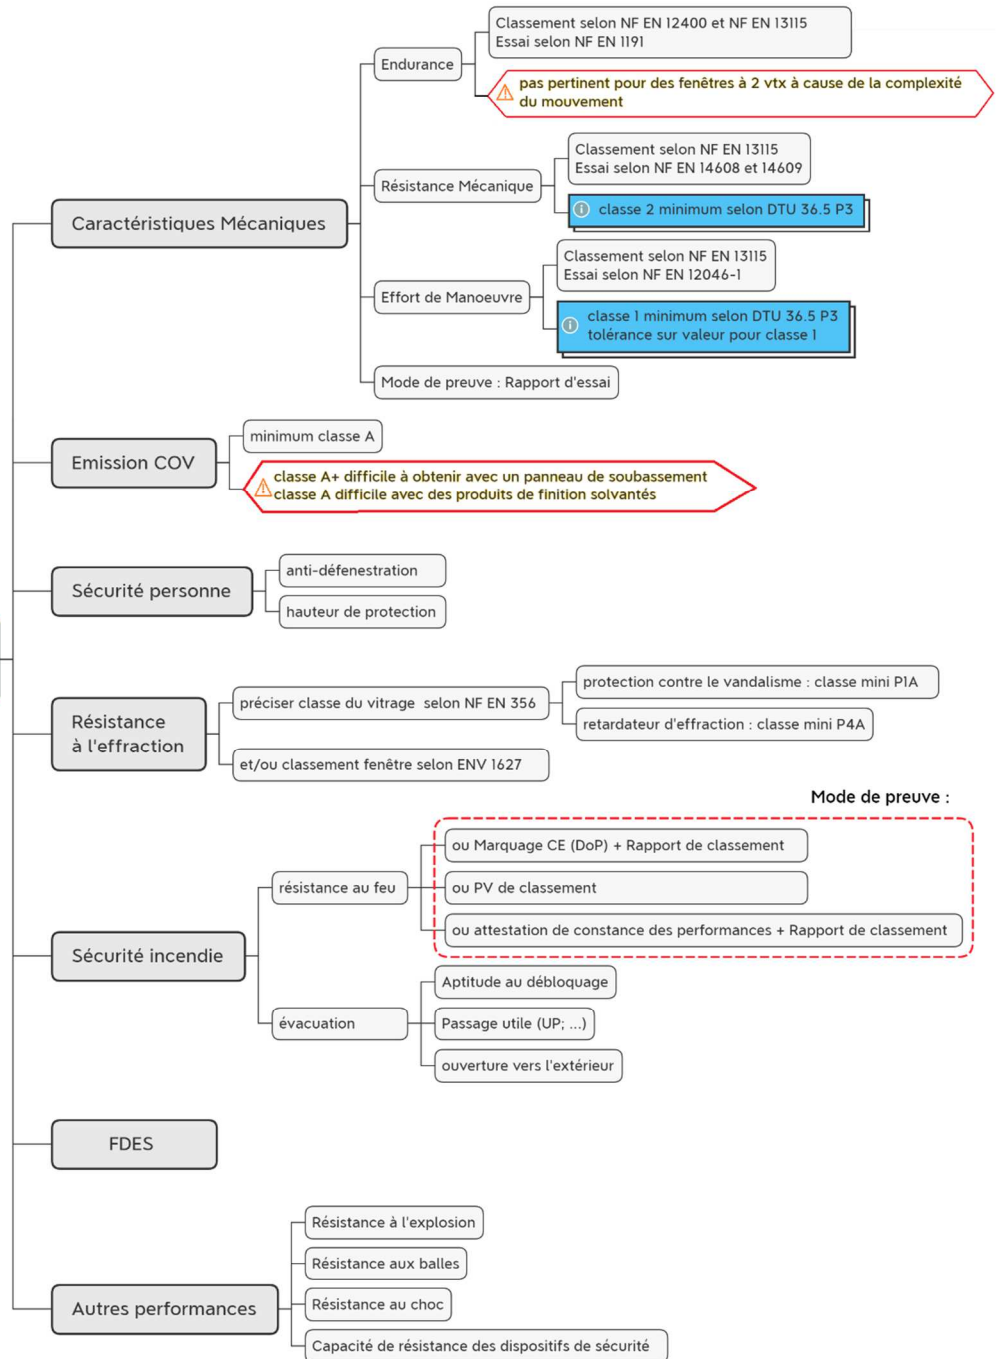 Caractéristiques Mécaniques
Endurance
Classement selon NF EN 12400 et NF EN 13115
Essai selon NF EN 1191
pas pertinent pour des fenêtres à 2 vtx à cause de la complexité
du mouvement
Résistance Mécanique
Classement selon NF EN 13115
Essai selon NF EN 14608 et 14609
classe 2 minimum selon DTU 36.5 P3
Effort de Manoeuvre
Classement selon NF EN 13115
Essai selon NF EN 12046-1
classe 1 minimum selon DTU 36.5 P3
tolérance sur valeur pour classe 1
Mode de preuve : Rapport d'essai
Emission COV
minimum classe A
classe A+ difficile à obtenir avec un panneau de soubassement
classe A difficile avec des produits de finition solvantés
Sécurité personne
anti-défenestration
hauteur de protection
Résistance
à l'effraction
préciser classe du vitrage selon NF EN 356
protection contre le vandalisme : classe mini P1A
retardateur d'effraction : classe mini P4A
et/ou classement fenêtre selon ENV 1627
Sécurité incendie
résistance au feu
Mode de preuve :
ou Marquage CE (DoP) + Rapport de classement
ou PV de classement
ou attestation de constance des performances + Rapport de classement
évacuation
Aptitude au débloquage
Passage utile (UP; ...)
ouverture vers l'extérieur
FDES
Autres performances
Résistance à l'explosion
Résistance aux balles
Résistance au choc
Capacité de résistance des dispositifs de sécurité